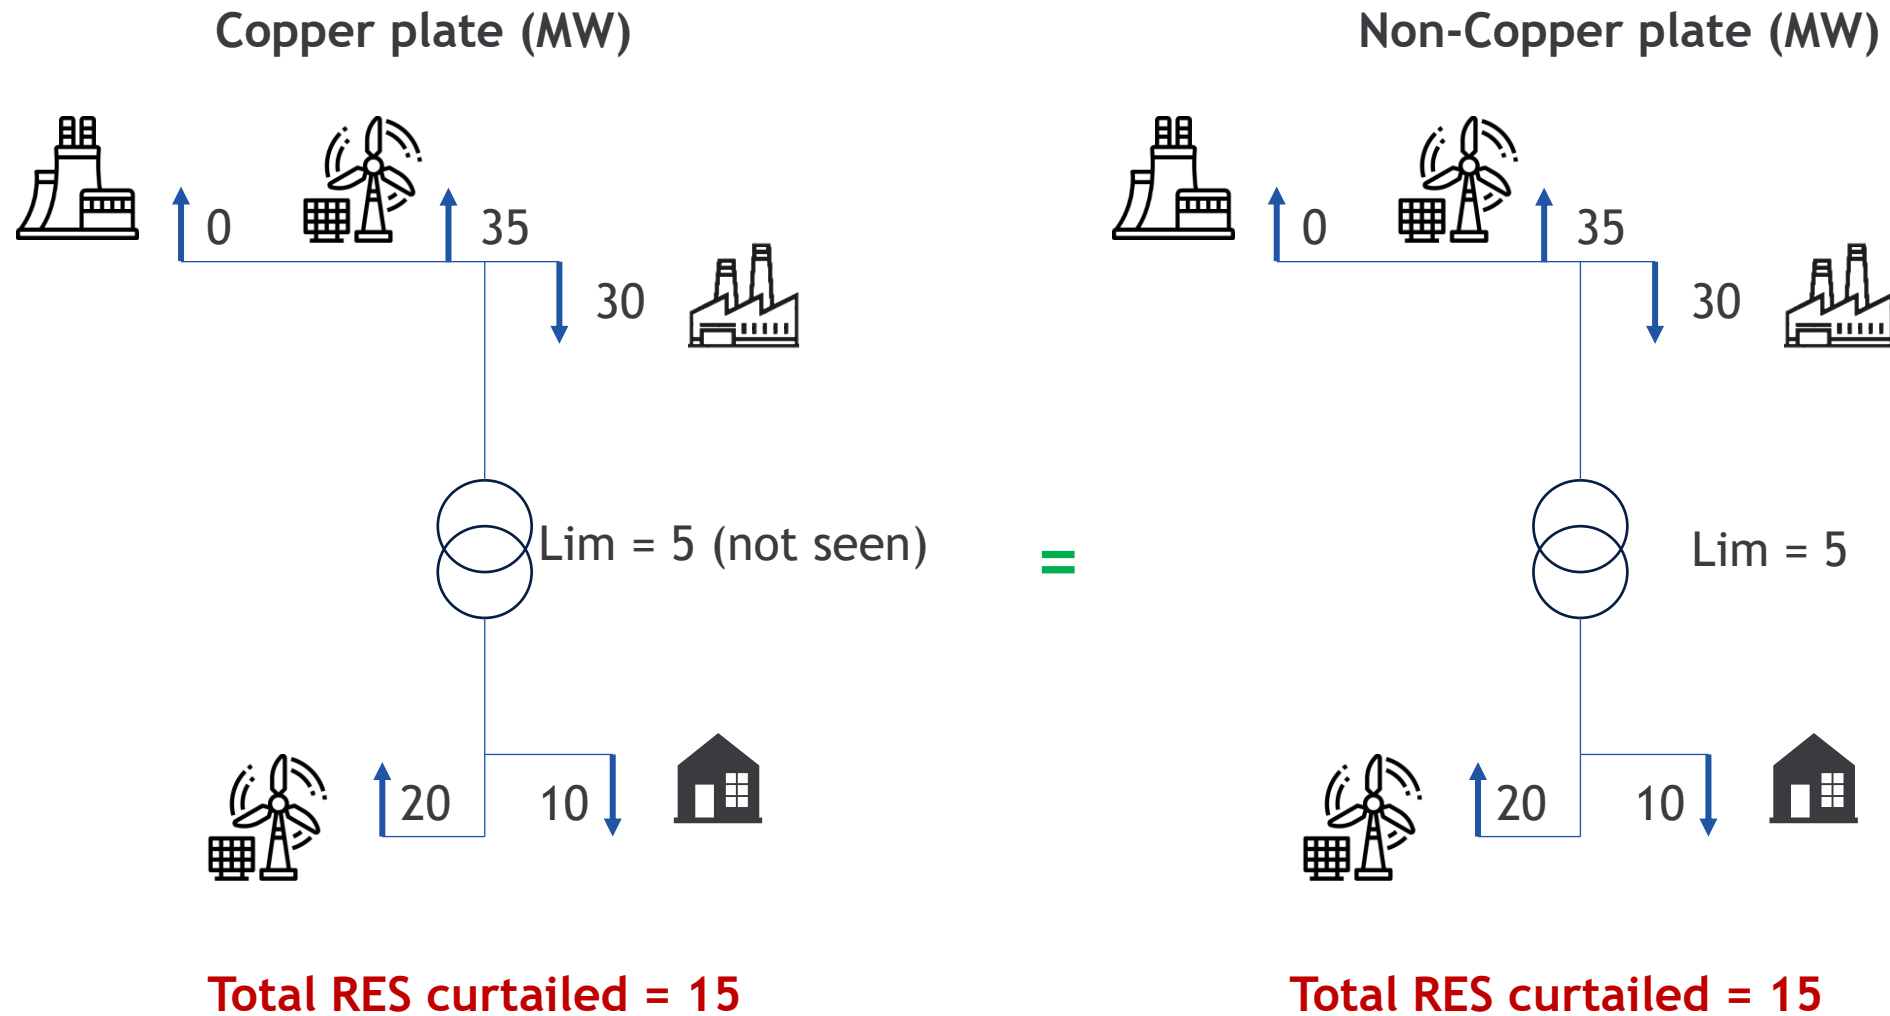 Copper plate (MW)
0
35
30
Lim = 5 (not seen)
20
10
Total RES curtailed = 15
=
Non-Copper plate (MW)
0
35
30
Lim = 5
20
10
Total RES curtailed = 15